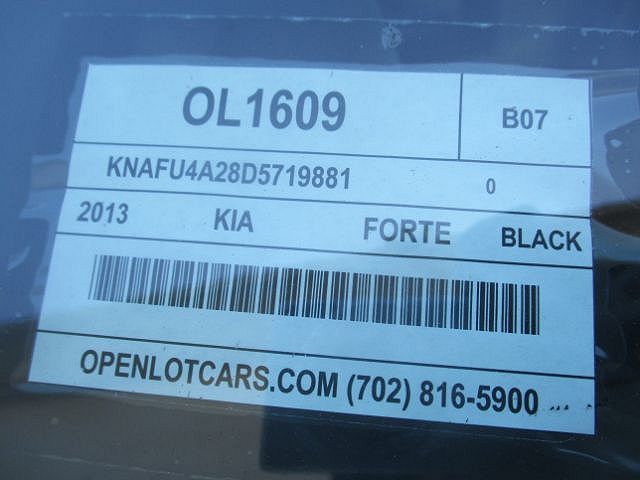 OL1609 B07
KNAFU4A28D5719881 0
2013 KIA FORTE BLACK
OPENLOTCARS.COM (702) 816-5900